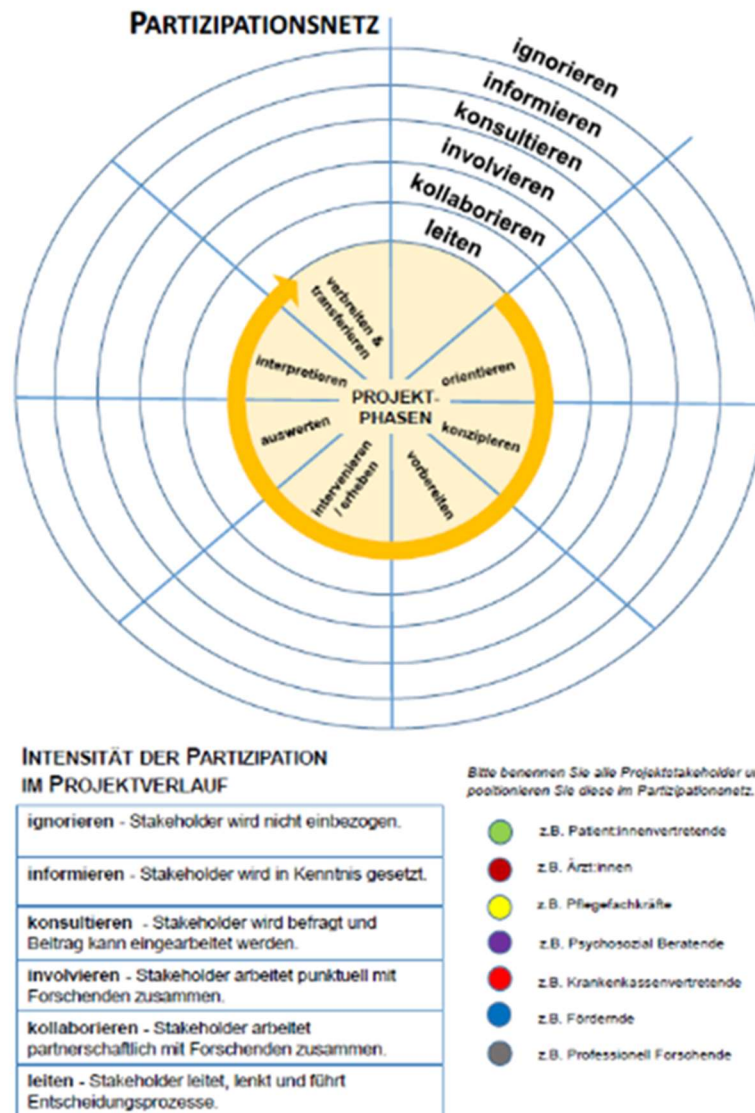 PARTIZIPATIONSNETZ
ignorieren
informieren
konsultieren
involvieren
kollaborieren
leiten
verbreiten &
transferieren
interpretieren
auswerten
intervenieren
/ erheben
vorbereiten
konzipieren
orientieren
PROJEKT-
PHASEN
INTENSITÄT DER PARTIZIPATION
IM PROJEKTVERLAUF
ignorieren - Stakeholder wird nicht einbezogen.
informieren - Stakeholder wird in Kenntnis gesetzt.
konsultieren - Stakeholder wird befragt und
Beitrag kann eingearbeitet werden.
involvieren - Stakeholder arbeitet punktuell mit
Forschenden zusammen.
kollaborieren - Stakeholder arbeitet
partnerschaftlich mit Forschenden zusammen.
leiten - Stakeholder leitet, lenkt und führt
Entscheidungsprozesse.
Bitte benennen Sie alle Projektstakeholder
positionieren Sie diese im Partizipationsnetz.
z.B. Patient:innenvertretende
z.B. Ärzt:innen
z.B. Pflegefachkräfte
z.B. Psychosozial Beratende
z.B. Krankenkassenvertretende
z.B. Fördernde
z.B. Professionell Forschende